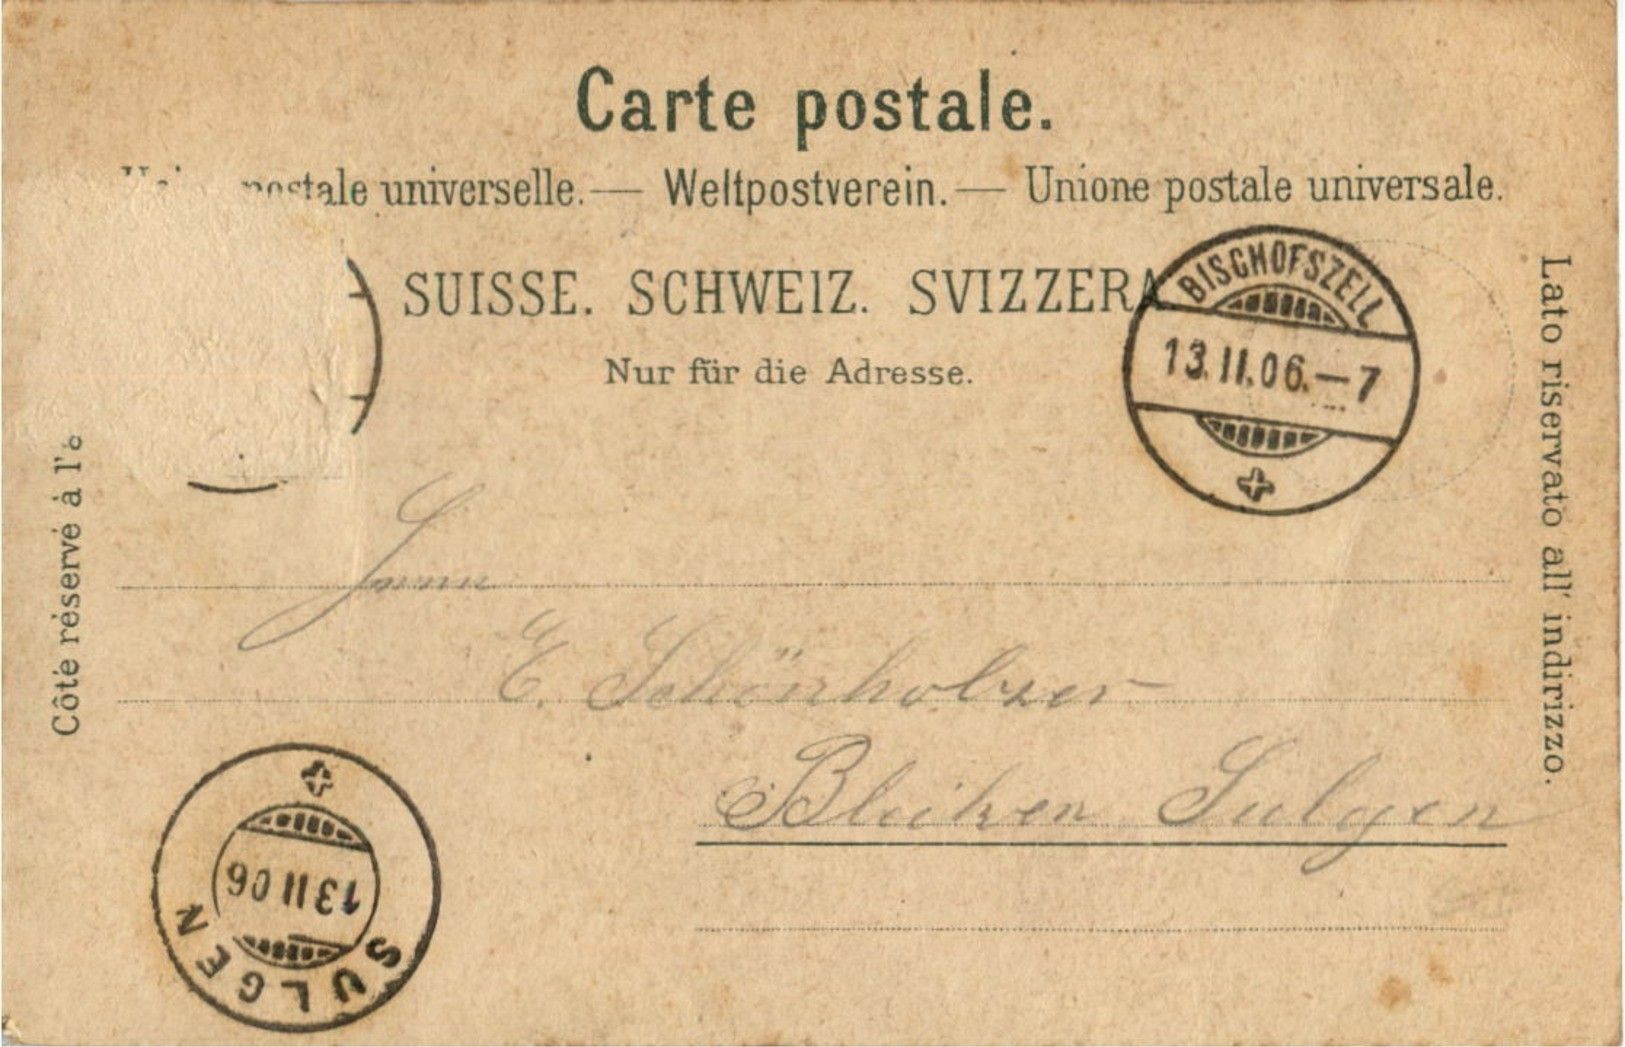 Carte postale.
postale universelle. — Weltpostverein. — Unione postale universale.
SUISSE. SCHWEIZ. SVIZZERA
Nur für die Adresse.
BISCHOFSZELL
13.II.06.—7
Côté réservé à l'
Lato riservato all' indirizzo.
Herrn
E. Schönholzer
Bleiken Sulgen
13 II 06
SULGEN